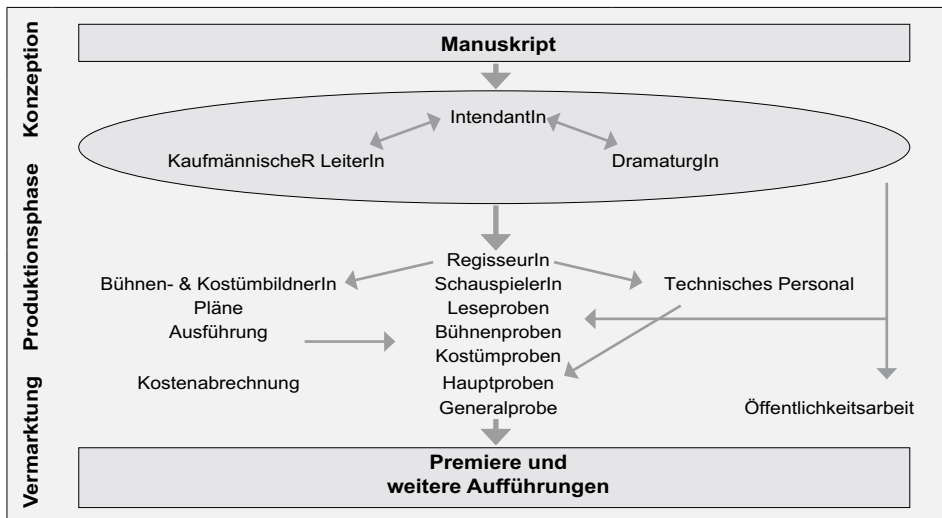 Konzeption
Produktionsphase
Vermarktung
Manuskript
IntendantIn
KaufmännischeR LeiterIn
DramaturgIn
RegisseurIn
Bühnen- & KostümbildnerIn
SchauspielerIn
Technisches Personal
Pläne
Leseproben
Ausführung
Bühnenproben
Kostümproben
Kostenabrechnung
Hauptproben
Generalprobe
Öffentlichkeitsarbeit
Premiere und
weitere Aufführungen